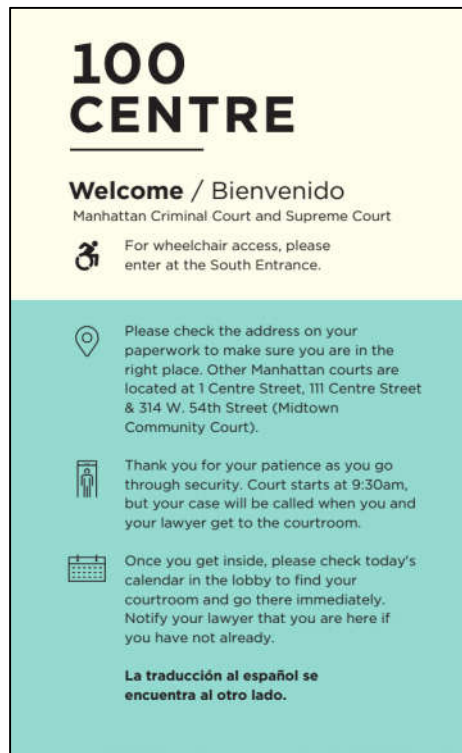 100
CENTRE
Welcome / Bienvenido
Manhattan Criminal Court and Supreme Court
For wheelchair access, please
enter at the South Entrance.
Please check the address on your
paperwork to make sure you are in the
right place. Other Manhattan courts are
located at 1 Centre Street, 111 Centre Street
& 314 W. 54th Street (Midtown
Community Court).
Thank you for your patience as you go
through security. Court starts at 9:30am,
but your case will be called when you and
your lawyer get to the courtroom.
Once you get inside, please check today's
calendar in the lobby to find your
courtroom and go there immediately.
Notify your lawyer that you are here if
you have not already.
La traducción al español se
encuentra al otro lado.